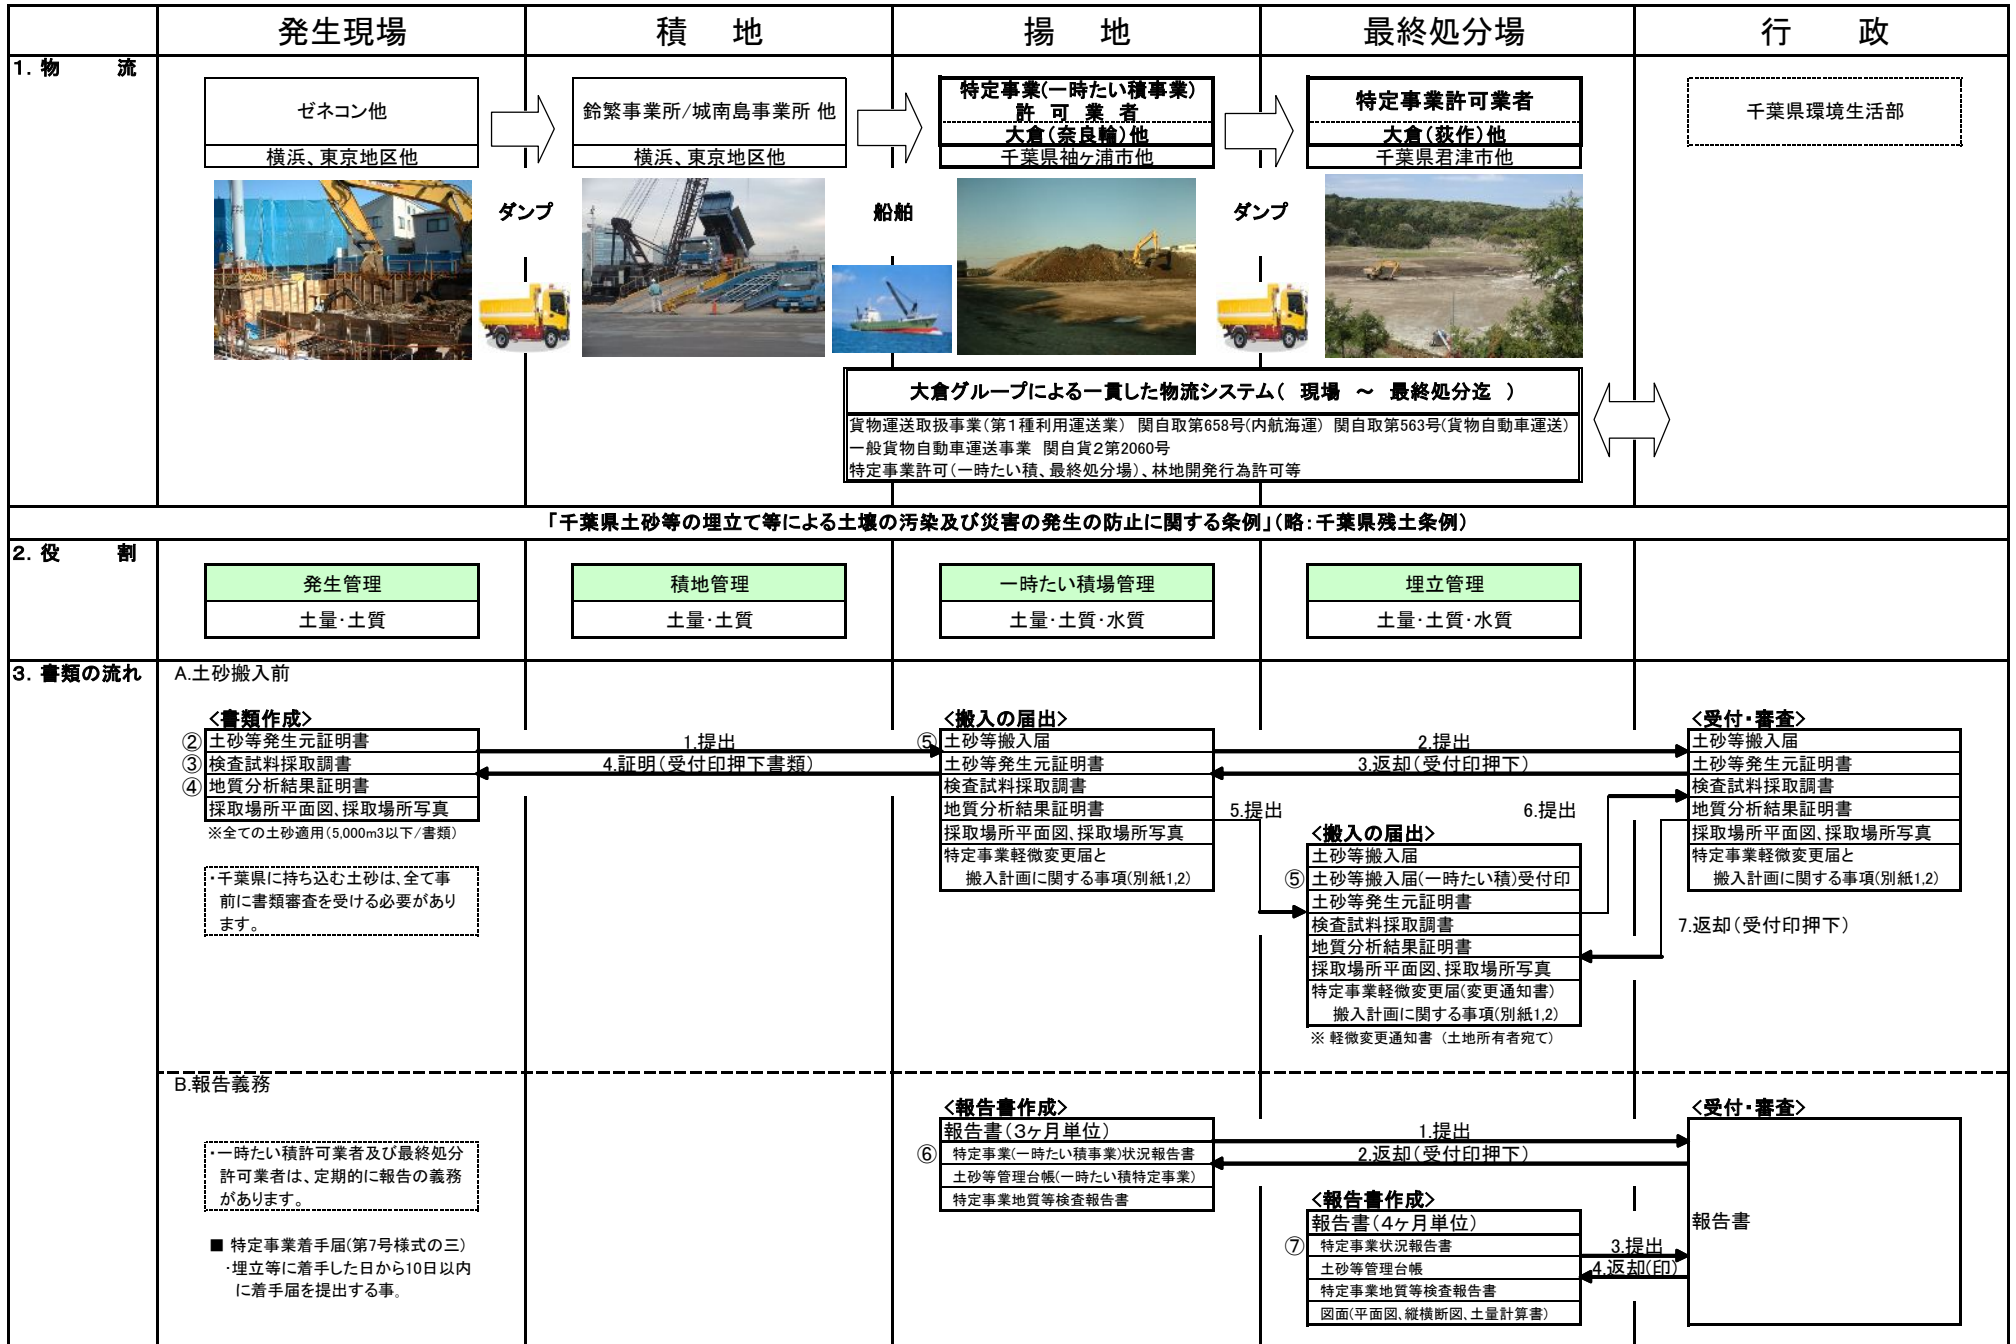 発生現場
積 地
揚 地
最終処分場
行 政
1. 物 流
ゼネコン他
横浜、東京地区他
鈴繁事業所/城南島事業所 他
横浜、東京地区他
特定事業(一時たい積事業)
許 可 業 者
大倉(奈良輪)他
千葉県袖ヶ浦市他
特定事業許可業者
大倉(荻作)他
千葉県君津市他
千葉県環境生活部
ダンプ
船舶
ダンプ
大倉グループによる一貫した物流システム( 現場 ～ 最終処分迄 )
貨物運送取扱事業(第1種利用運送業) 関自取第658号(内航海運) 関自取第563号(貨物自動車運送)
一般貨物自動車運送事業 関自貨2第2060号
特定事業許可(一時たい積、最終処分場)、林地開発行為許可等
「千葉県土砂等の埋立て等による土壌の汚染及び災害の発生の防止に関する条例」(略:千葉県残土条例)
2. 役 割
発生管理
土量・土質
積地管理
土量・土質
一時たい積場管理
土量・土質・水質
埋立管理
土量・土質・水質
3. 書類の流れ
A.土砂搬入前
<書類作成>
② 土砂等発生元証明書
③ 検査試料採取調書
④ 地質分析結果証明書
採取場所平面図、採取場所写真
※全ての土砂適用(5,000m3以下/書類)
・千葉県に持ち込む土砂は、全て事
前に書類審査を受ける必要があり
ます。
1.提出
4.証明(受付印押下書類)
<搬入の届出>
⑤ 土砂等搬入届
土砂等発生元証明書
検査試料採取調書
地質分析結果証明書
採取場所平面図、採取場所写真
特定事業軽微変更届と
搬入計画に関する事項(別紙1,2)
2.提出
3.返却(受付印押下)
5.提出
6.提出
<搬入の届出>
土砂等搬入届
⑤ 土砂等搬入届(一時たい積)受付印
土砂等発生元証明書
検査試料採取調書
地質分析結果証明書
採取場所平面図、採取場所写真
特定事業軽微変更届(変更通知書)
搬入計画に関する事項(別紙1,2)
※ 軽微変更通知書 (土地所有者宛て)
<受付・審査>
土砂等搬入届
土砂等発生元証明書
検査試料採取調書
地質分析結果証明書
採取場所平面図、採取場所写真
特定事業軽微変更届と
搬入計画に関する事項(別紙1,2)
7.返却(受付印押下)
B.報告義務
・一時たい積許可業者及び最終処分
許可業者は、定期的に報告の義務
があります。
■ 特定事業着手届(第7号様式の三)
・埋立等に着手した日から10日以内
に着手届を提出する事。
<報告書作成>
報告書(3ヶ月単位)
⑥ 特定事業(一時たい積事業)状況報告書
土砂等管理台帳(一時たい積特定事業)
特定事業地質等検査報告書
1.提出
2.返却(受付印押下)
<報告書作成>
報告書(4ヶ月単位)
⑦ 特定事業状況報告書
土砂等管理台帳
特定事業地質等検査報告書
図面(平面図、縦横断図、土量計算書)
3.提出
4.返却(印)
<受付・審査>
報告書